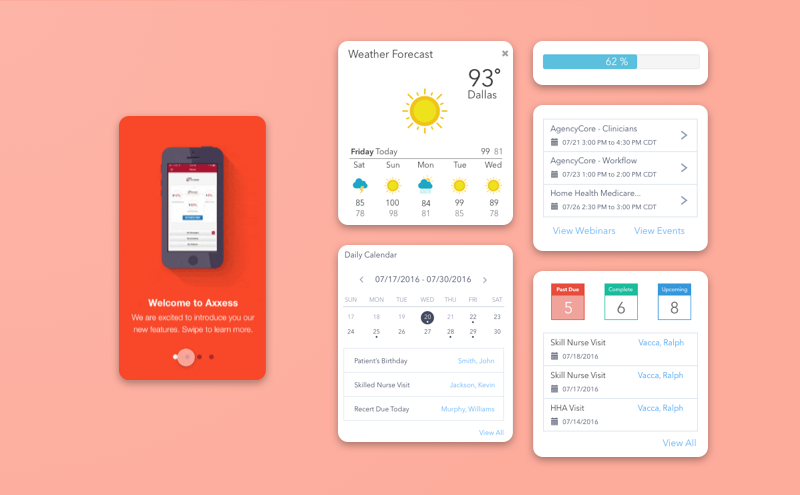 Welcome to Axxess
We are excited to introduce you our
new features. Swipe to learn more.
Weather Forecast
93°
Dallas
Friday Today 99 81
Sat Sun Mon Tue Wed
85 100 84 99 89
78 98 81 85 78
Daily Calendar
07/17/2016 - 07/30/2016
SUN MON TUE WED THU FRI SAT
17 18 19 20 21 22 23
24 25 26 27 28 29 30
Patient's Birthday Smith, John
Skilled Nurse Visit Jackson, Kevin
Recert Due Today Murphy, Williams
View All
62 %
AgencyCore - Clinicians
07/21 3:00 PM to 4:30 PM CDT
AgencyCore - Workflow
07/23 1:00 PM to 2:00 PM CDT
Home Health Medicare...
07/26 2:30 PM to 3:00 PM CDT
View Webinars View Events
Past Due Complete Upcoming
5 6 8
Skill Nurse Visit Vacca, Ralph
07/18/2016
Skill Nurse Visit Vacca, Ralph
07/17/2016
HHA Visit Vacca, Ralph
07/14/2016
View All